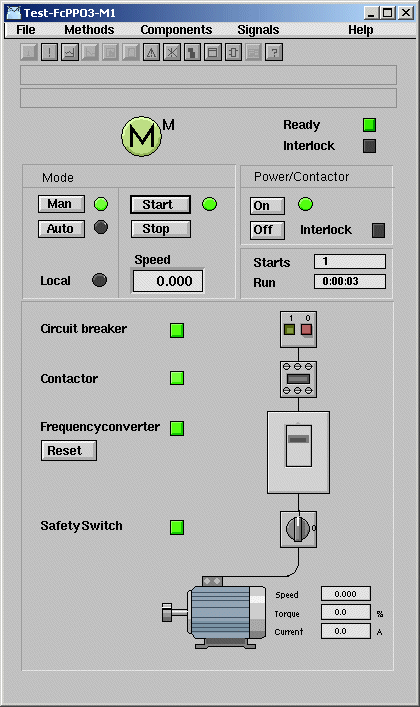 Test-FcPPO3-M1
File Methods Components Signals Help
M M
Ready
Interlock
Mode
Power/Contactor
Man Start On
Auto Stop Off Interlock
Speed
Local 0.000
Starts 1
Run 0:00:03
1 0
Circuit breaker
Contactor
Frequencyconverter
Reset
Safety Switch 0
Speed 0.000
Torque 0.0 %
Current 0.0 A